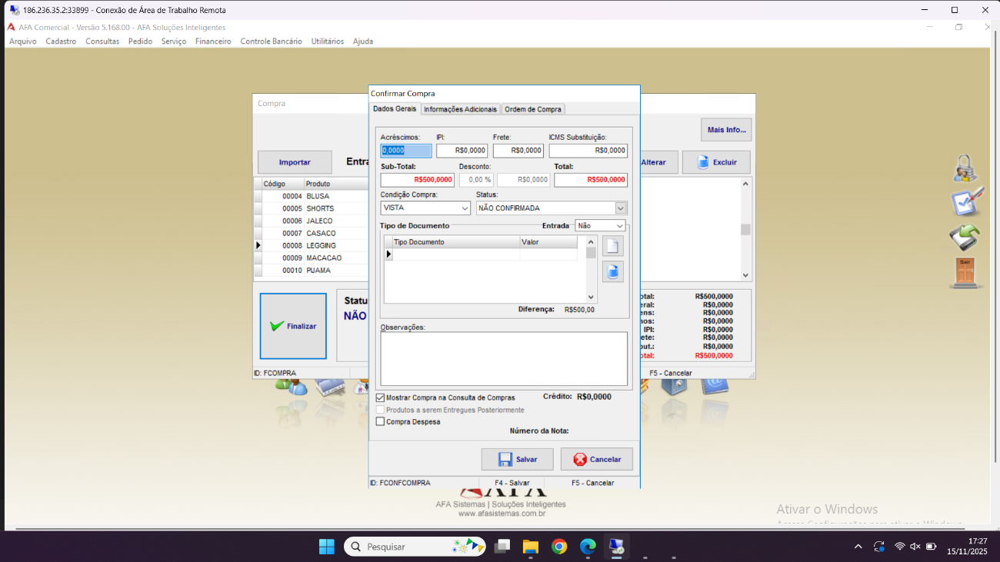 186.236.35.2:33899 - Conexão de Área de Trabalho Remota
AFA Comercial - Versão 5.168.00 - AFA Soluções Inteligentes
Arquivo Cadastro Consultas Pedido Serviço Financeiro Controle Bancário Utilitários Ajuda
Compra
Confirmar Compra
Dados Gerais Informações Adicionais Ordem de Compra
Mais Info...
Acréscimos: IPI: Frete: ICMS Substituição:
0,0000 R$0,0000 R$0,0000 R$0,0000
Importar Entra Alterar Excluir
Sub-Total: Desconto: Total:
R$500,0000 0,00 % R$0,0000 R$500,0000
Código Produto
00004 BLUSA
00005 SHORTS
00006 JALECO
00007 CASACO
00008 LEGGING
00009 MACACAO
00010 PUAMA
Condição Compra: Status:
VISTA NÃO CONFIRMADA
Tipo de Documento Entrada Não
Tipo Documento Valor
Diferença: R$500,00
Finalizar
Statu
NÃO
Observações:
otal: R$500,0000
eral: R$0,0000
ens: R$0,0000
nos: R$0,0000
IPI: R$0,0000
ete: R$0,0000
out.: R$0,0000
otal: R$500,0000
ID: FCOMPRA
F5 - Cancelar
Mostrar Compra na Consulta de Compras Crédito: R$0,0000
Produtos a serem Entregues Posteriormente
Compra Despesa
Número da Nota:
Salvar Cancelar
ID: FCONFCOMPRA F4 - Salvar F5 - Cancelar
Sair
AFA
AFA Sistemas | Soluções Inteligentes
www.afasistemas.com.br
Ativar o Windows
Pesquisar
17:27
15/11/2025